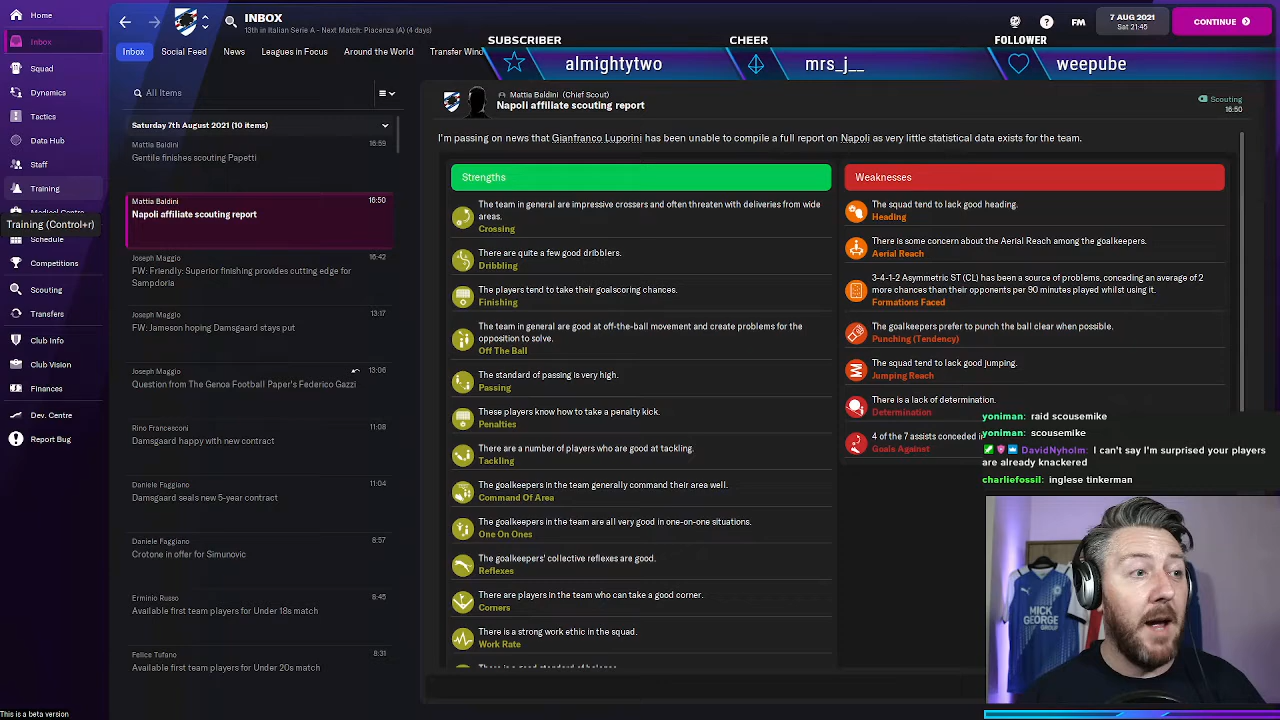 Home
Inbox
Squad
Dynamics
Tactics
Data Hub
Staff
Training
Training (Control+r)
Schedule
Competitions
Scouting
Transfers
Club Info
Club Vision
Finances
Dev. Centre
Report Bug
This is a beta version
INBOX
13th in Italian Serie A - Next Match: Piacenza (A) (4 days)
FM
7 AUG 2021
Sat 21:45
CONTINUE
Inbox
Social Feed
News
Leagues in Focus
Around the World
Transfer Wind
SUBSCRIBER
almightytwo
CHEER
mrs_j__
FOLLOWER
weepube
All Items
Saturday 7th August 2021 (10 items)
Mattia Baldini
16:59
Gentile finishes scouting Papetti
Mattia Baldini
16:50
Napoli affiliate scouting report
Joseph Maggio
16:42
FW: Friendly: Superior finishing provides cutting edge for
Sampdoria
Joseph Maggio
13:17
FW: Jameson hoping Damsgaard stays put
Joseph Maggio
13:06
Question from The Genoa Football Paper's Federico Gazzi
Rino Francesconi
11:08
Damsgaard happy with new contract
Daniele Faggiano
11:04
Damsgaard seals new 5-year contract
Daniele Faggiano
8:57
Crotone in offer for Simunovic
Erminio Russo
8:45
Available first team players for Under 18s match
Felice Tufano
8:31
Available first team players for Under 20s match
Mattia Baldini (Chief Scout)
Napoli affiliate scouting report
Scouting
16:50
I'm passing on news that Gianfranco Luporini has been unable to compile a full report on Napoli as very little statistical data exists for the team.
Strengths
The team in general are impressive crossers and often threaten with deliveries from wide
areas.
Crossing
There are quite a few good dribblers.
Dribbling
The players tend to take their goalscoring chances.
Finishing
The team in general are good at off-the-ball movement and create problems for the
opposition to solve.
Off The Ball
The standard of passing is very high.
Passing
These players know how to take a penalty kick.
Penalties
There are a number of players who are good at tackling.
Tackling
The goalkeepers in the team generally command their area well.
Command Of Area
The goalkeepers in the team are all very good in one-on-one situations.
One On Ones
The goalkeepers' collective reflexes are good.
Reflexes
There are players in the team who can take a good corner.
Corners
There is a strong work ethic in the squad.
Work Rate
There is a good standard of balance.
Weaknesses
The squad tend to lack good heading.
Heading
There is some concern about the Aerial Reach among the goalkeepers.
Aerial Reach
3-4-1-2 Asymmetric ST (CL) has been a source of problems, conceding an average of 2
more chances than their opponents per 90 minutes played whilst using it.
Formations Faced
The goalkeepers prefer to punch the ball clear when possible.
Punching (Tendency)
The squad tend to lack good jumping.
Jumping Reach
There is a lack of determination.
Determination
4 of the 7 assists conceded i
Goals Against
yoniman: raid scousemike
yoniman: scousemike
DavidNyholm: I can't say I'm surprised your players
are already knackered
charliefossil: inglese tinkerman
MICK
GEORGE
GROUP